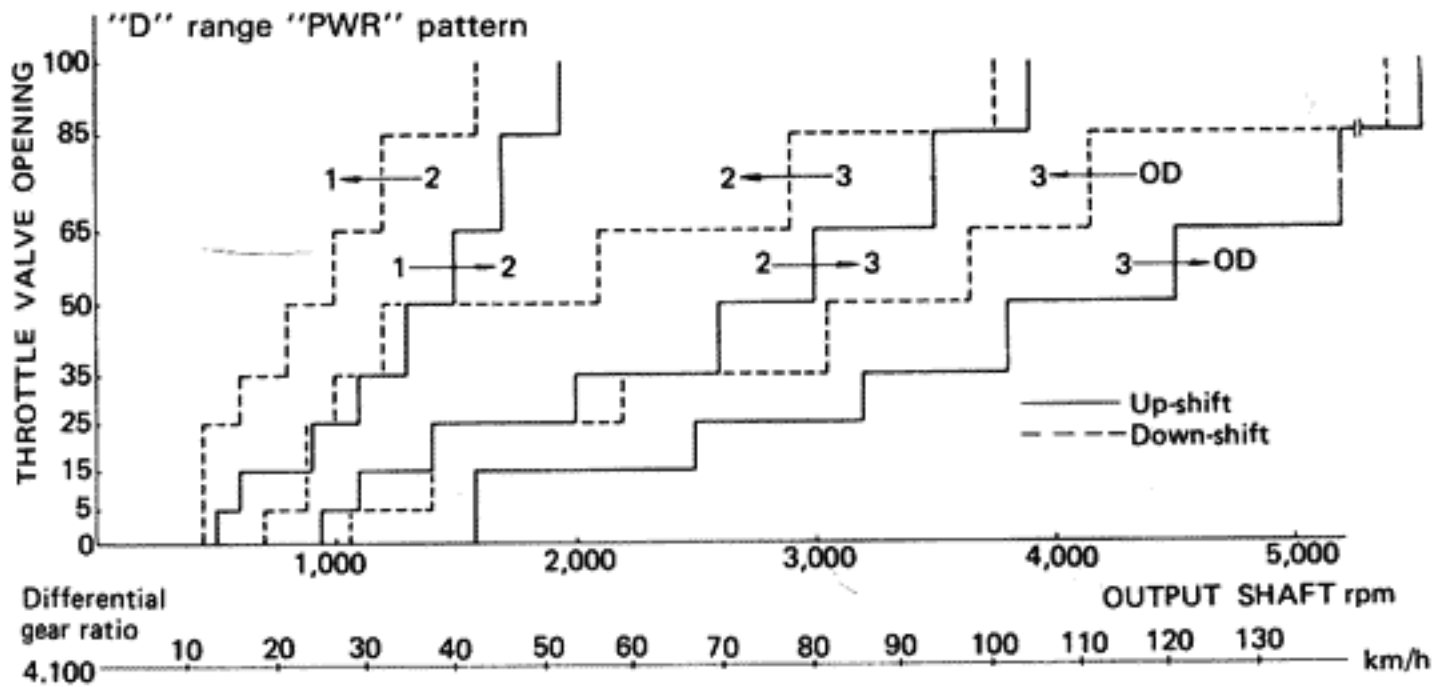 "D" range "PWR" pattern
THROTTLE VALVE OPENING
100
85
65
50
35
25
15
5
0
1 2
2 3
3 OD
1 2
2 3
3 OD
Up-shift
Down-shift
1,000 2,000 3,000 4,000 5,000
OUTPUT SHAFT rpm
Differential
gear ratio
4.100
10 20 30 40 50 60 70 80 90 100 110 120 130
km/h